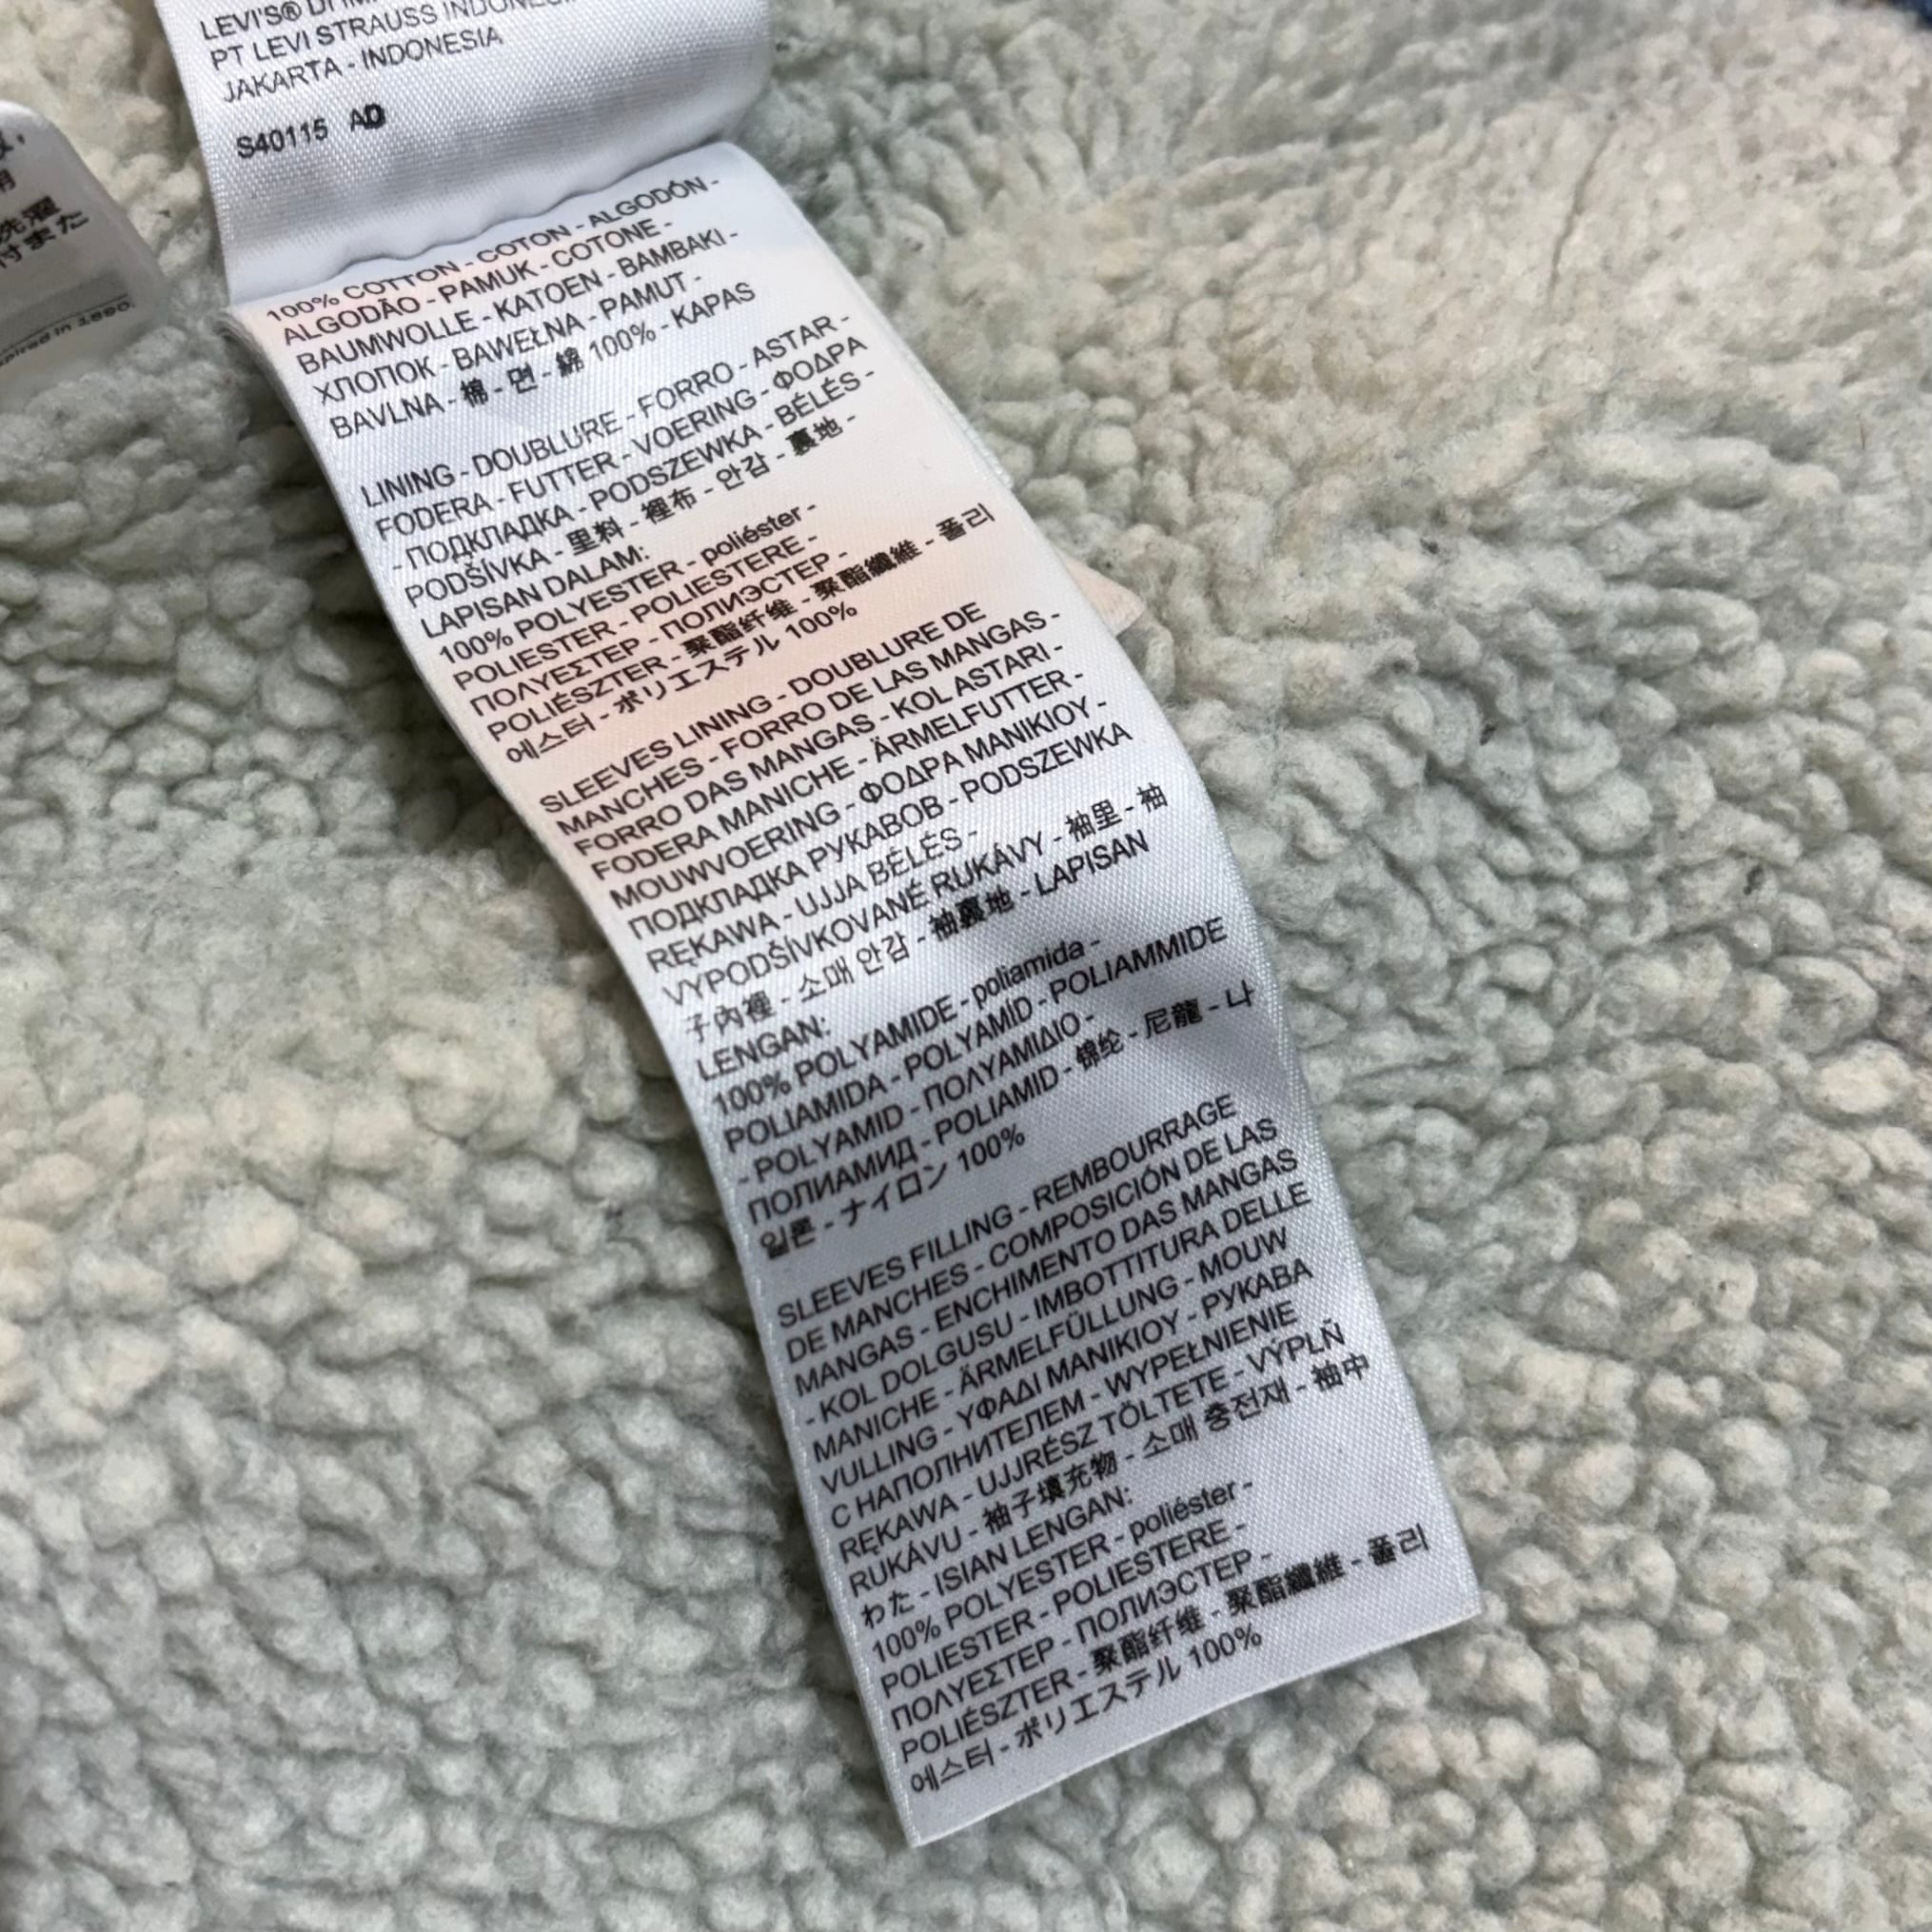 LEVI'S® DI
PT LEVI STRAUSS INDONESIA
JAKARTA - INDONESIA
S40115 AD
100% COTTON - COTON - ALGODÓN -
ALGODÃO - PAMUK - COTONE -
BAUMWOLLE - KATOEN - BAMBAKI -
ХЛОПОК - BAWEŁNA - PAMUT -
BAVLNA - 棉 - 면 - 綿 100% - KAPAS
LINING - DOUBLURE - FORRO - ASTAR -
FODERA - FUTTER - VOERING - ΦΟΔΡΑ
- ПОДКЛАДКА - PODSZEWKA - BÉLÉS -
PODŠÍVKA - 里料 - 裡布 - 안감 - 裏地 -
LAPISAN DALAM:
100% POLYESTER - poliéster -
POLIESTER - POLIESTERE -
ΠΟΛΥΕΣΤΕΡ - ПОЛИЭСТЕР -
POLIÉSZTER - 聚酯纤维 - 聚酯纖維 - 폴리
에스터 - ポリエステル 100%
SLEEVES LINING - DOUBLURE DE
MANCHES - FORRO DE LAS MANGAS -
FORRO DAS MANGAS - KOL ASTARI -
FODERA MANICHE - ÄRMELFUTTER -
MOUWVOERING - ΦΟΔΡΑ ΜΑΝΙΚΙΟΥ -
ПОДКЛАДКА РУКАВОВ - PODSZEWKA
RĘKAWA - UJJA BÉLÉS -
VYPODŠÍVKOVANÉ RUKÁVY - 袖里 - 袖
子內裡 - 소매 안감 - 袖裏地 - LAPISAN
LENGAN:
100% POLYAMIDE - poliamida -
POLIAMIDA - POLYAMİD - POLIAMMIDE
- POLYAMID - ΠΟΛΥΑΜΙΔΙΟ -
ПОЛИАМИД - POLIAMID - 锦纶 - 尼龍 - 나
일론 - ナイロン 100%
SLEEVES FILLING - REMBOURRAGE
DE MANCHES - COMPOSICIÓN DE LAS
MANGAS - ENCHIMENTO DAS MANGAS
- KOL DOLGUSU - IMBOTTITURA DELLE
MANICHE - ÄRMELFÜLLUNG - MOUW
VULLING - ΥΦΑΔΙ ΜΑΝΙΚΙΟΥ - РУКАВА
С НАПОЛНИТЕЛЕМ - WYPEŁNIENIE
RĘKAWA - UJJRÉSZ TÖLTETE - VÝPLŇ
RUKÁVU - 袖子填充物 - 소매 충전재 - 袖中
わた - ISIAN LENGAN:
100% POLYESTER - poliéster -
POLIESTER - POLIESTERE -
ΠΟΛΥΕΣΤΕΡ - ПОЛИЭСТЕР -
POLIÉSZTER - 聚酯纤维 - 聚酯纖維 - 폴리
에스터 - ポリエステル 100%
洗濯
付また
in 1890.